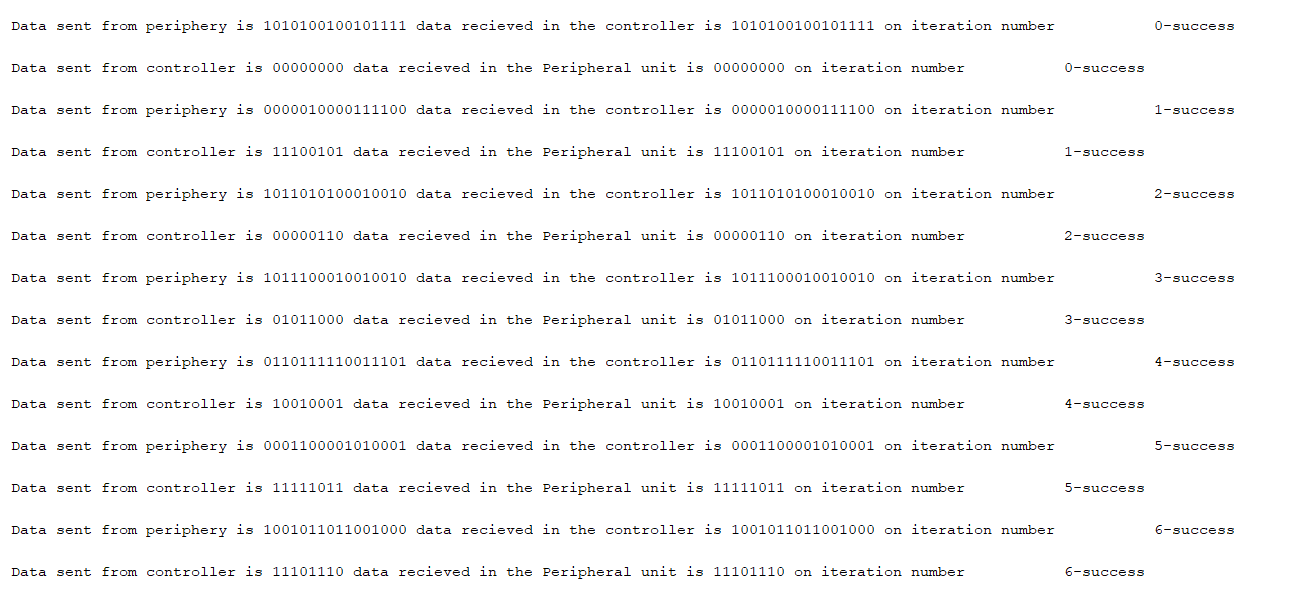 Data sent from periphery is 1010100100101111 data recieved in the controller is 1010100100101111 on iteration number 0-success
Data sent from controller is 00000000 data recieved in the Peripheral unit is 00000000 on iteration number 0-success
Data sent from periphery is 0000010000111100 data recieved in the controller is 0000010000111100 on iteration number 1-success
Data sent from controller is 11100101 data recieved in the Peripheral unit is 11100101 on iteration number 1-success
Data sent from periphery is 1011010100010010 data recieved in the controller is 1011010100010010 on iteration number 2-success
Data sent from controller is 00000110 data recieved in the Peripheral unit is 00000110 on iteration number 2-success
Data sent from periphery is 1011100010010010 data recieved in the controller is 1011100010010010 on iteration number 3-success
Data sent from controller is 01011000 data recieved in the Peripheral unit is 01011000 on iteration number 3-success
Data sent from periphery is 0110111110011101 data recieved in the controller is 0110111110011101 on iteration number 4-success
Data sent from controller is 10010001 data recieved in the Peripheral unit is 10010001 on iteration number 4-success
Data sent from periphery is 0001100001010001 data recieved in the controller is 0001100001010001 on iteration number 5-success
Data sent from controller is 11111011 data recieved in the Peripheral unit is 11111011 on iteration number 5-success
Data sent from periphery is 1001011011001000 data recieved in the controller is 1001011011001000 on iteration number 6-success
Data sent from controller is 11101110 data recieved in the Peripheral unit is 11101110 on iteration number 6-success